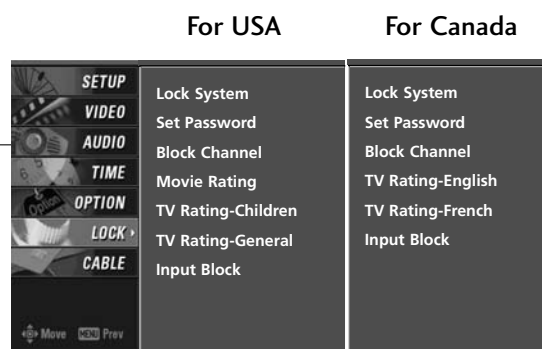 For USA
For Canada
SETUP
VIDEO
AUDIO
TIME
OPTION
LOCK
CABLE
Move MENU Prev
Lock System
Set Password
Block Channel
Movie Rating
TV Rating-Children
TV Rating-General
Input Block
Lock System
Set Password
Block Channel
TV Rating-English
TV Rating-French
Input Block